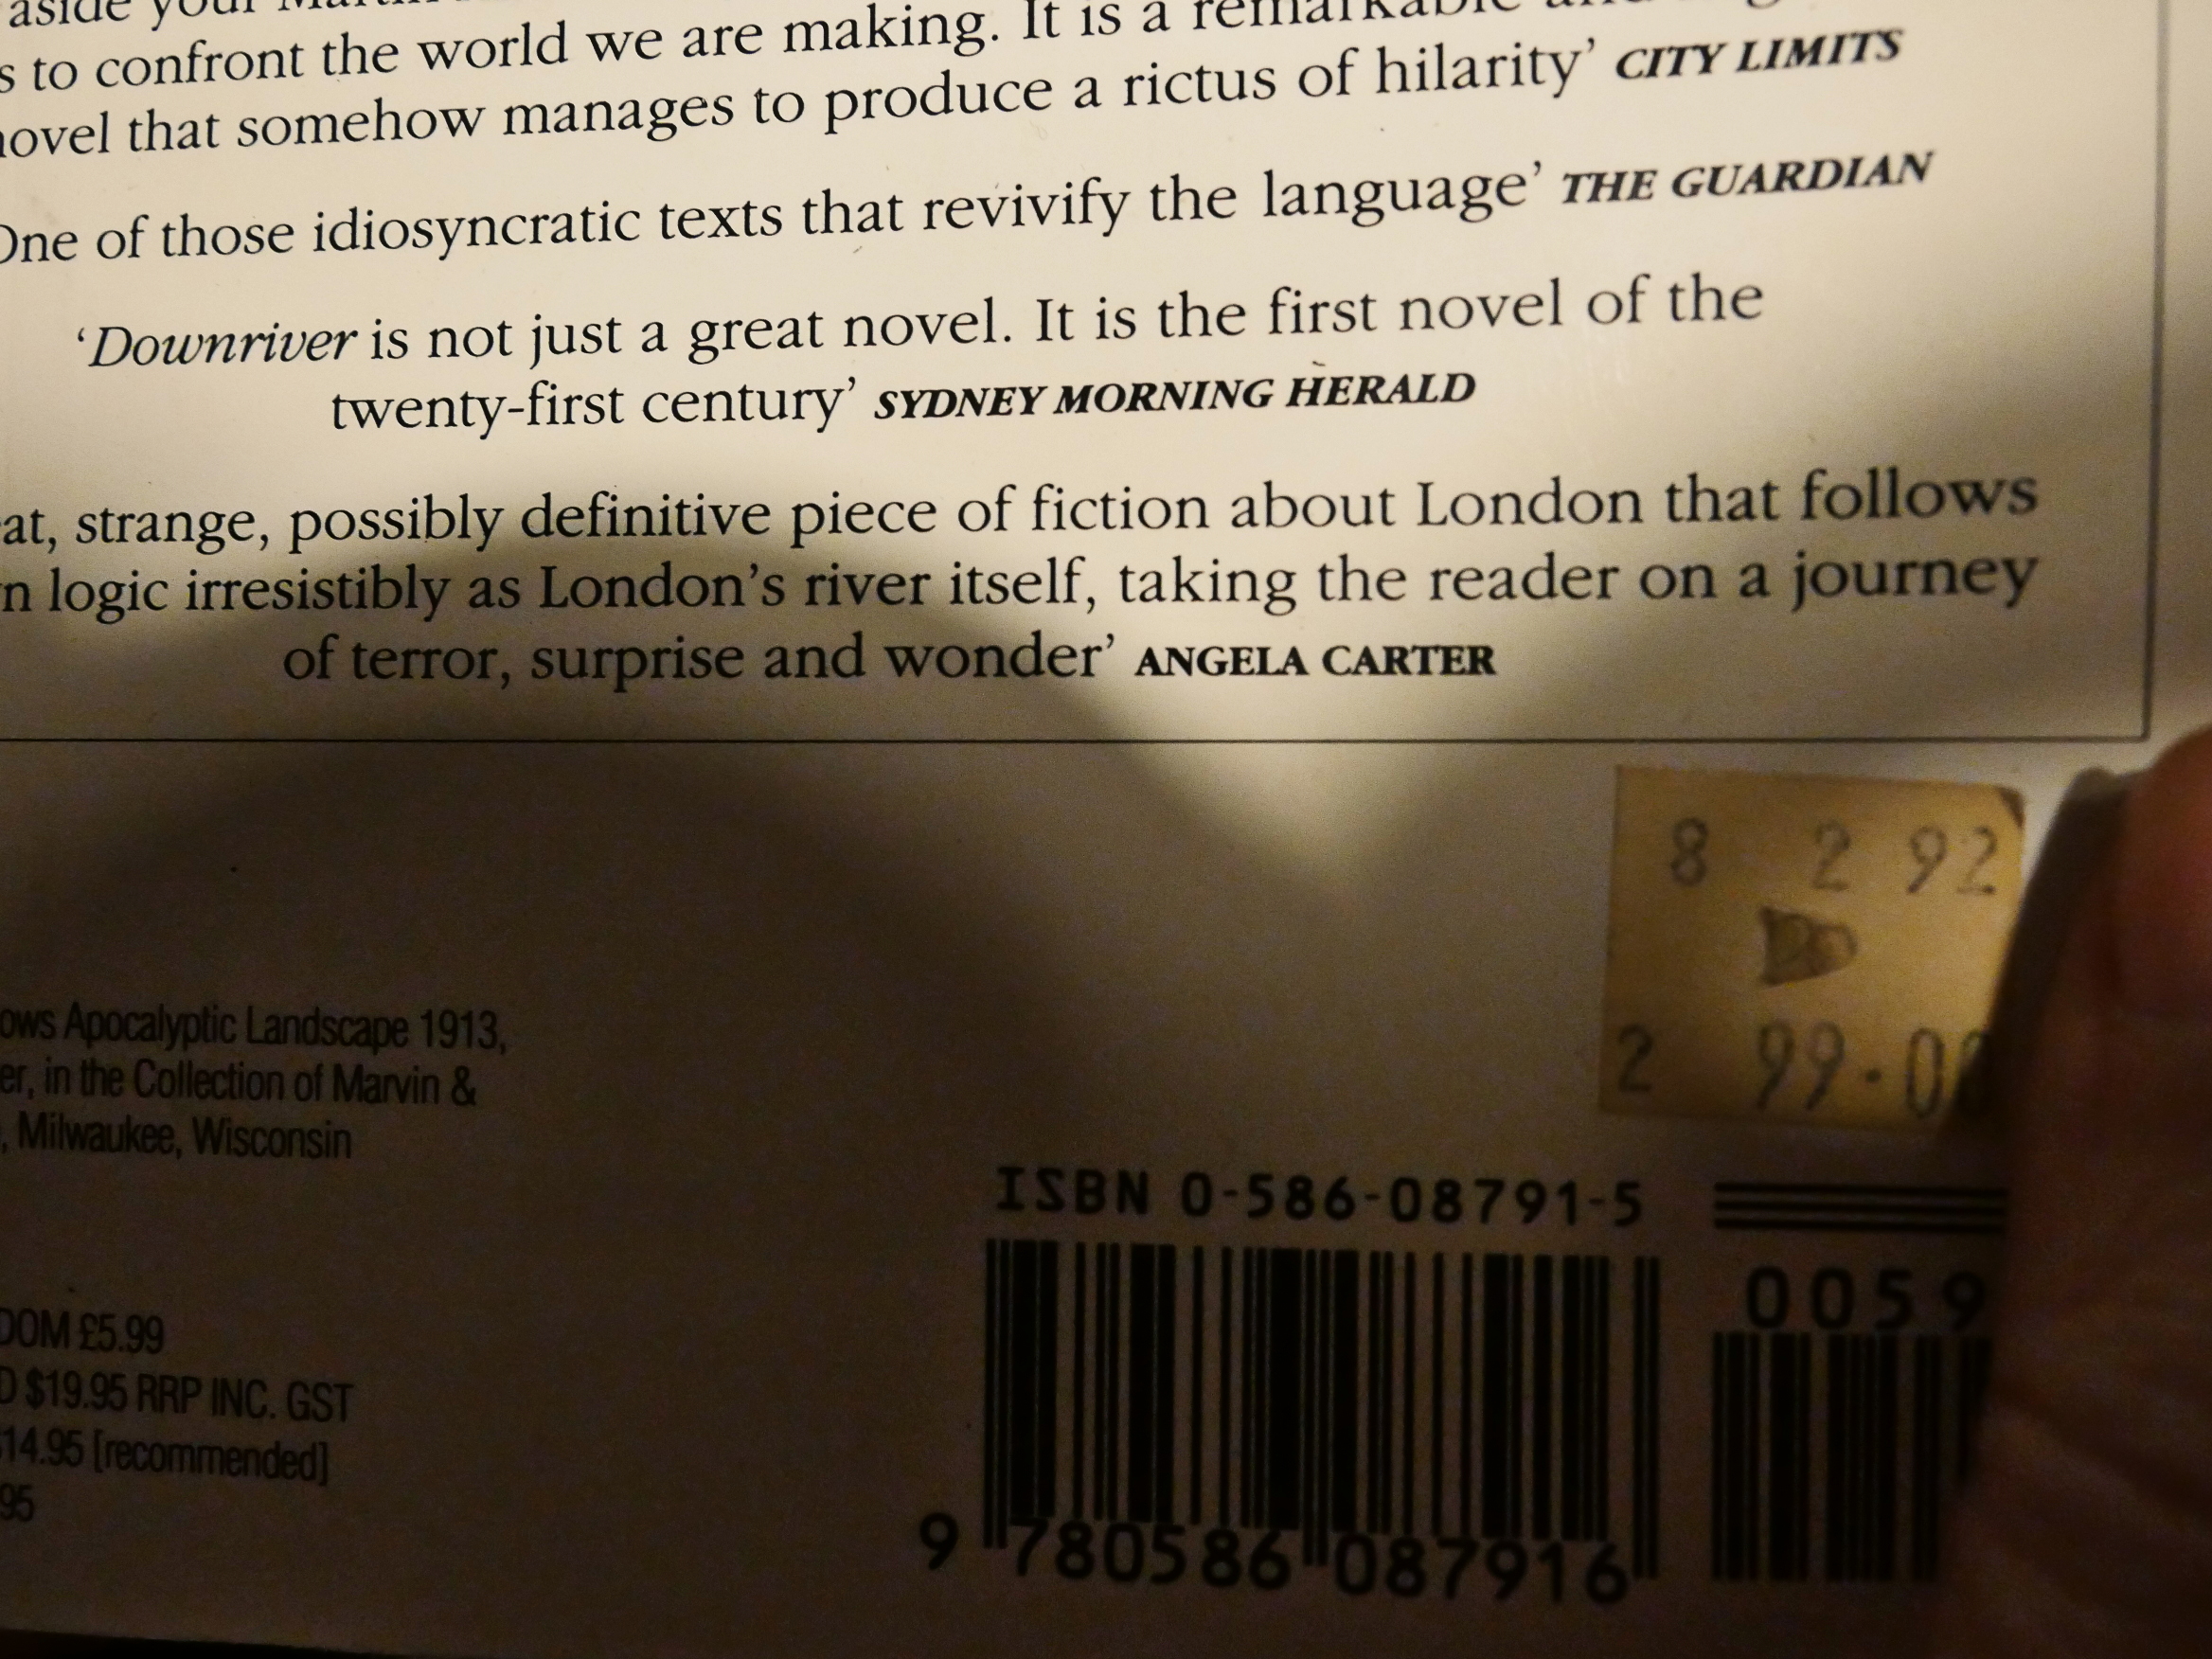 aside your
s to confront the world we are making. It is a remarkable and
novel that somehow manages to produce a rictus of hilarity’ CITY LIMITS
One of those idiosyncratic texts that revivify the language’ THE GUARDIAN
‘Downriver is not just a great novel. It is the first novel of the
twenty-first century’ SYDNEY MORNING HERALD
at, strange, possibly definitive piece of fiction about London that follows
n logic irresistibly as London’s river itself, taking the reader on a journey
of terror, surprise and wonder’ ANGELA CARTER
8 2 92
2 99.0
ows Apocalyptic Landscape 1913,
er, in the Collection of Marvin &
, Milwaukee, Wisconsin
ISBN 0-586-08791-5
0059
DOM £5.99
D $19.95 RRP INC. GST
$14.95 [recommended]
95
9 780586 087916